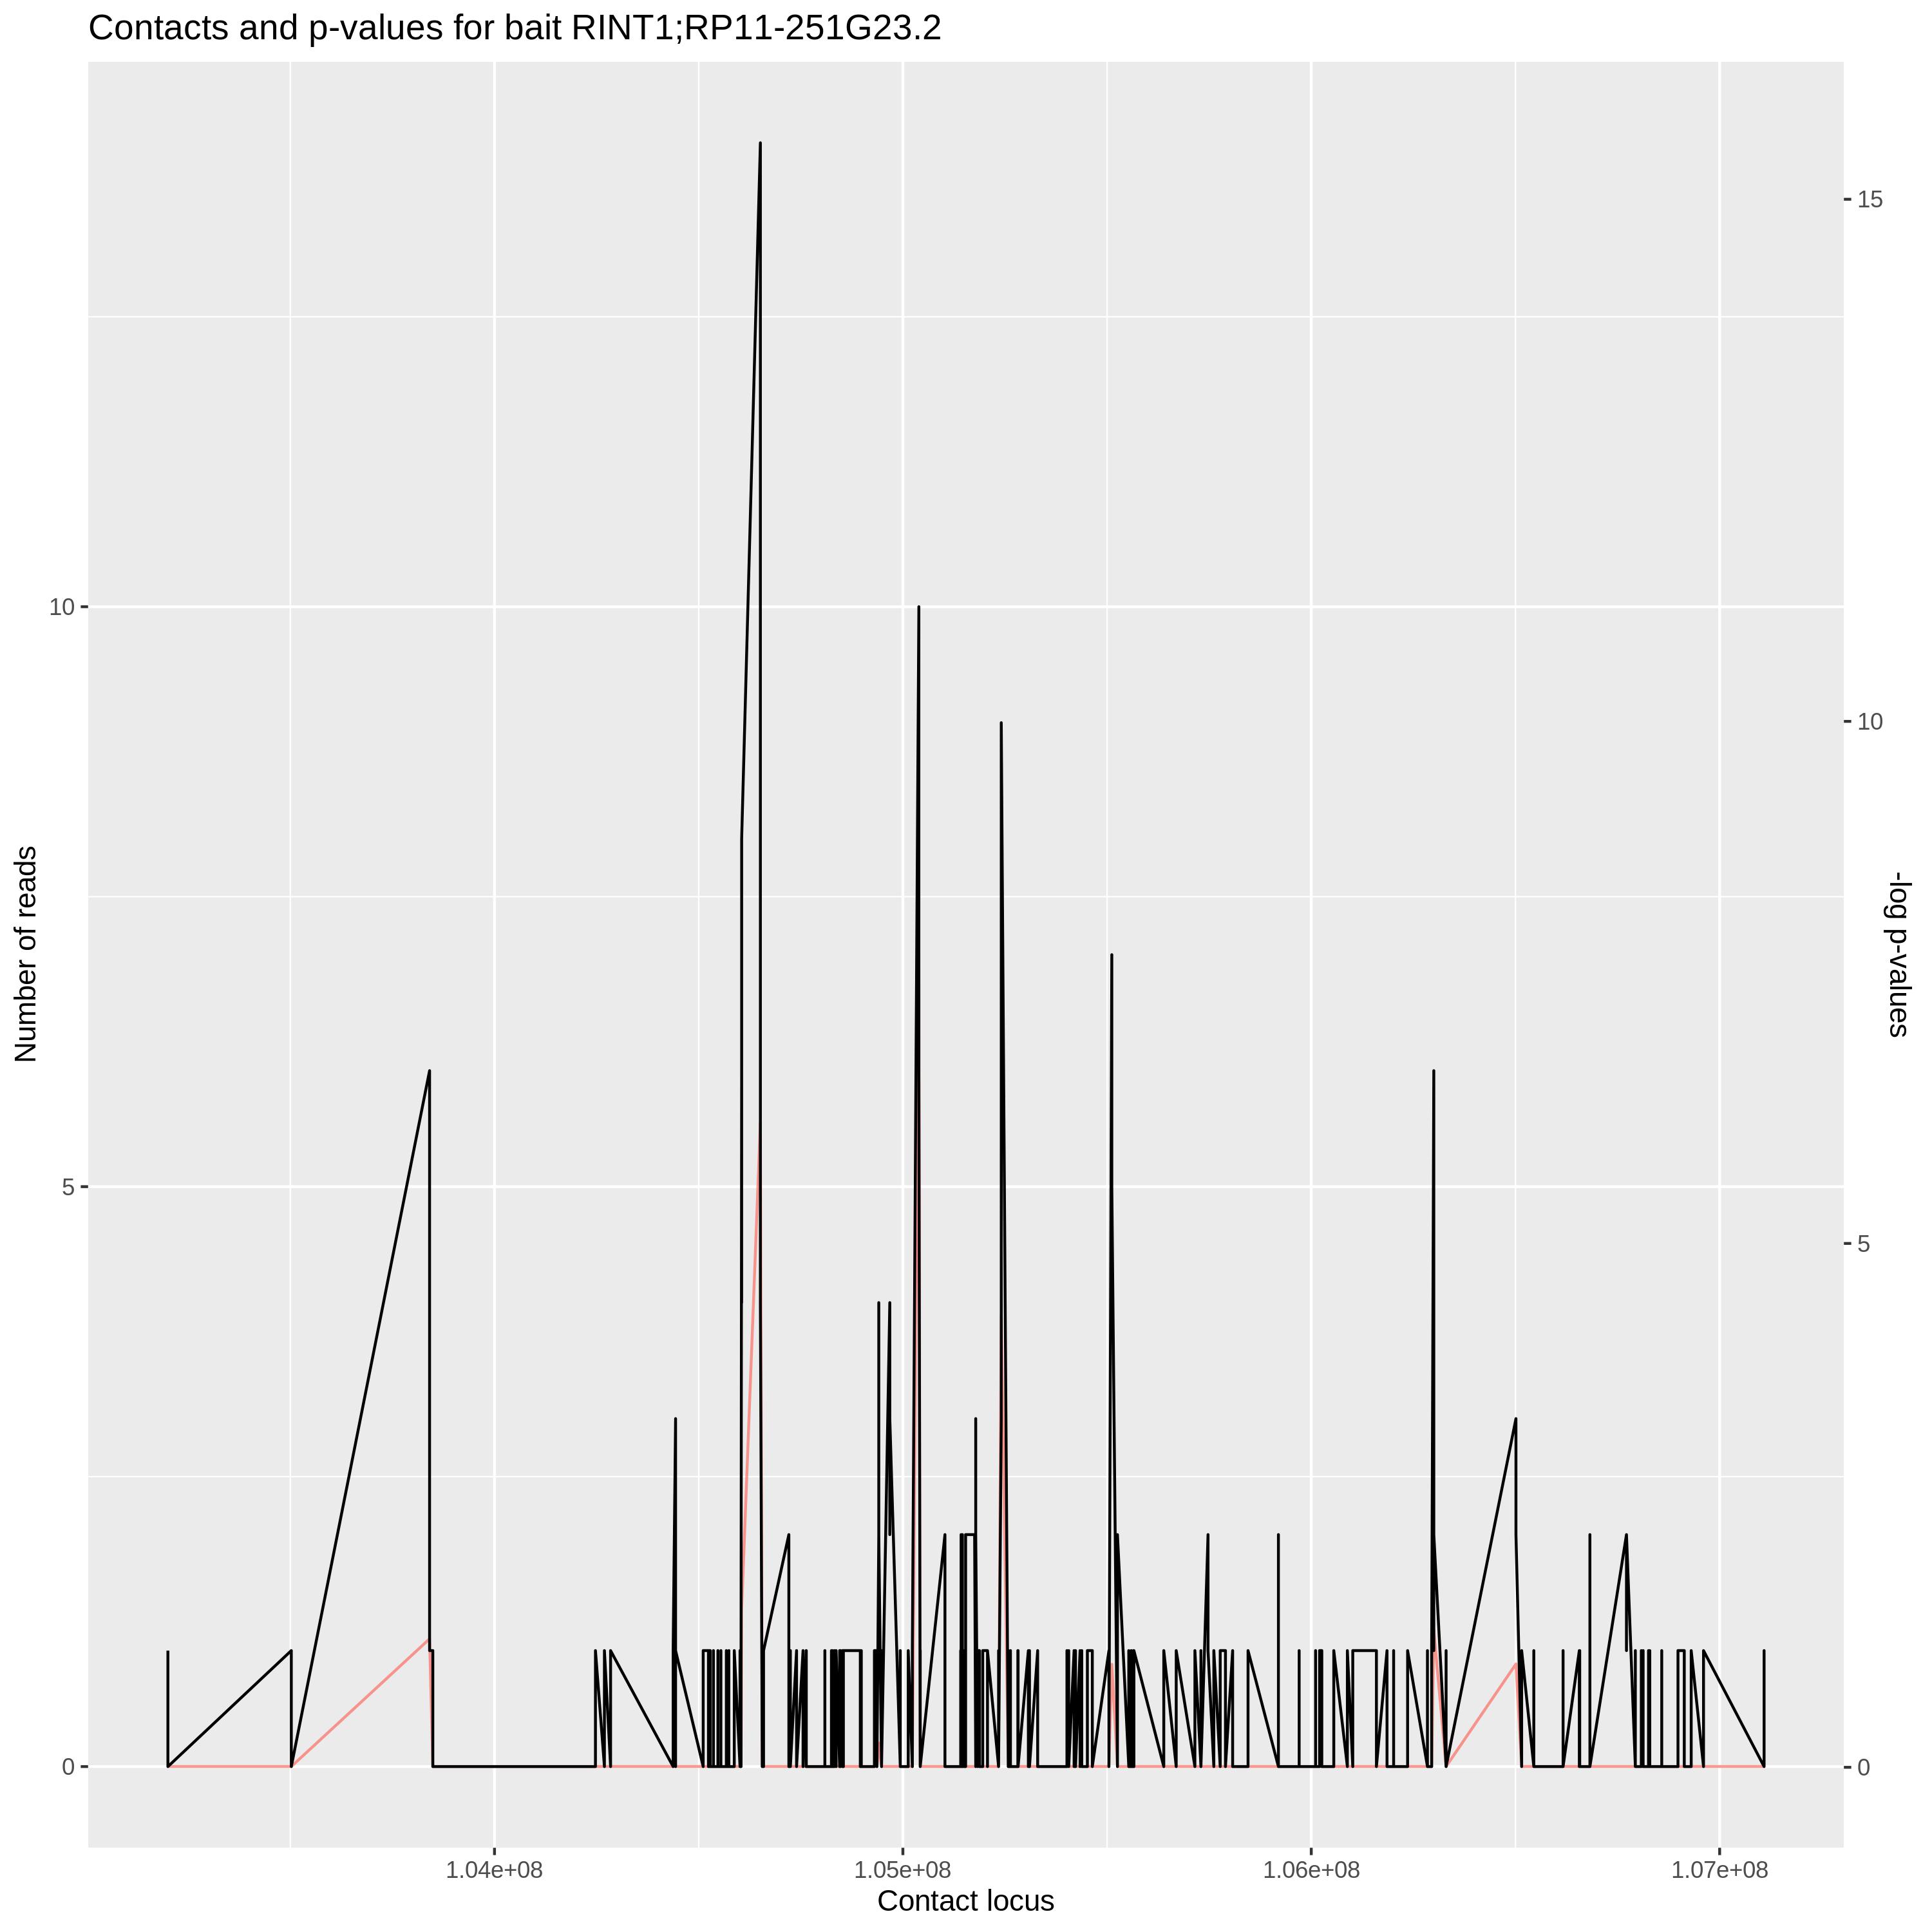 Contacts and p-values for bait RINT1;RP11-251G23.2
Number of reads
10
5
0
15
10
5
0
-log p-values
1.04e+08
1.05e+08
1.06e+08
1.07e+08
Contact locus